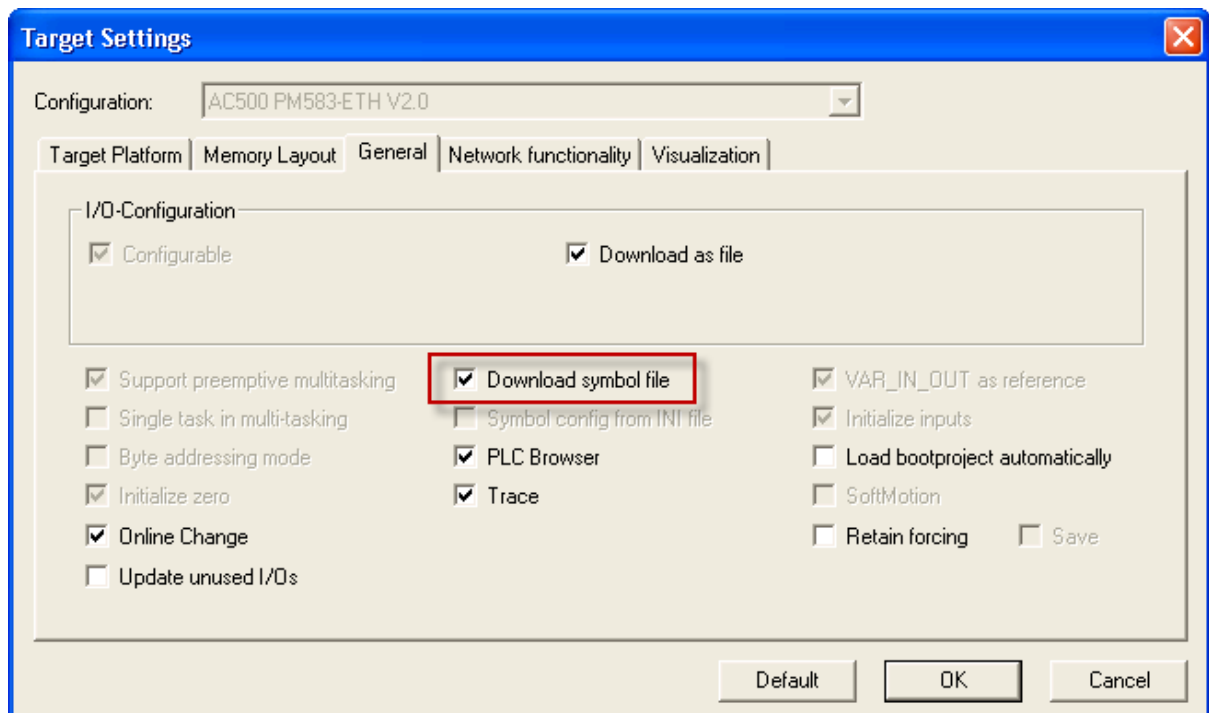 Target Settings
Configuration: AC500 PM583-ETH V2.0
Target Platform Memory Layout General Network functionality Visualization
I/O-Configuration
Configurable Download as file
Support preemptive multitasking Download symbol file VAR_IN_OUT as reference
Single task in multi-tasking Symbol config from INI file Initialize inputs
Byte addressing mode PLC Browser Load bootproject automatically
Initialize zero Trace SoftMotion
Online Change Retain forcing Save
Update unused I/Os
Default OK Cancel